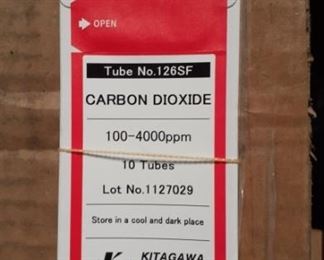 OPEN
Tube No.126SF
CARBON DIOXIDE
100-4000ppm
10 Tubes
Lot No.1127029
Store in a cool and dark place
KITAGAWA